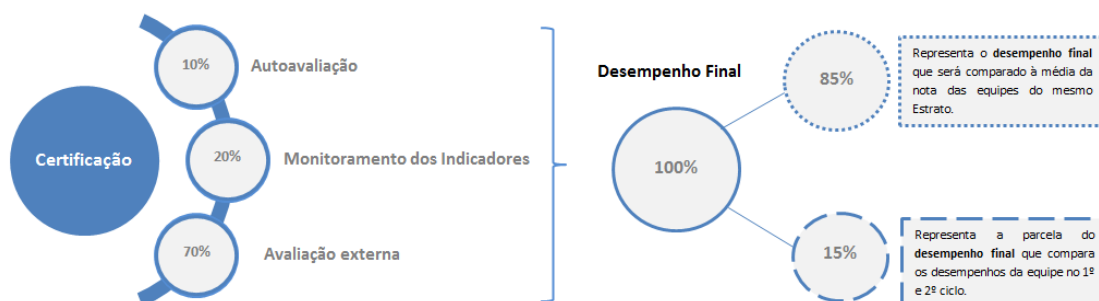 Certificação
10%
Autoavaliação
20%
Monitoramento dos Indicadores
70%
Avaliação externa
Desempenho Final
100%
85%
Representa o desempenho final
que será comparado à média da
nota das equipes do mesmo
Estrato.
15%
Representa a parcela do
desempenho final que compara
os desempenhos da equipe no 1º
e 2º ciclo.